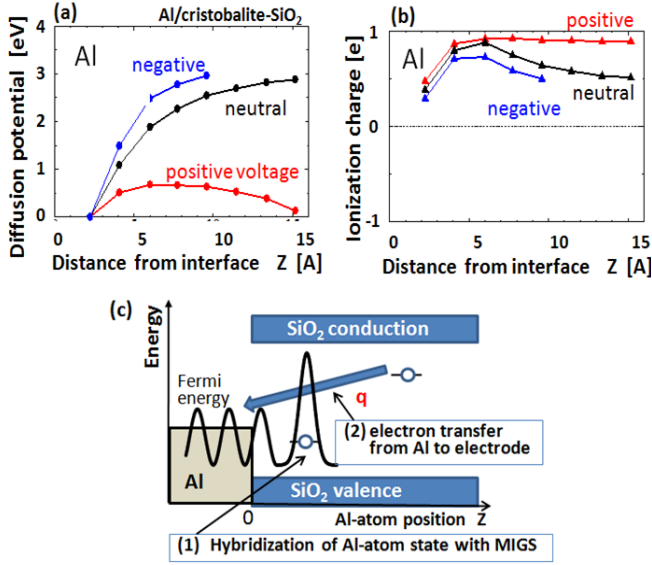 (a)
Al/cristobalite-SiO2
Diffusion potential [eV]
4
3
2
1
0
Al
negative
neutral
positive voltage
0 5 10 15
Distance from interface Z [A]
(b)
Ionization charge [e]
1
0
-1
Al
positive
neutral
negative
0 5 10 15
Distance from interface Z [A]
(c)
Energy
SiO2 conduction
Fermi
energy
q
(2) electron transfer
from Al to electrode
Al
SiO2 valence
0
Al-atom position Z
(1) Hybridization of Al-atom state with MIGS